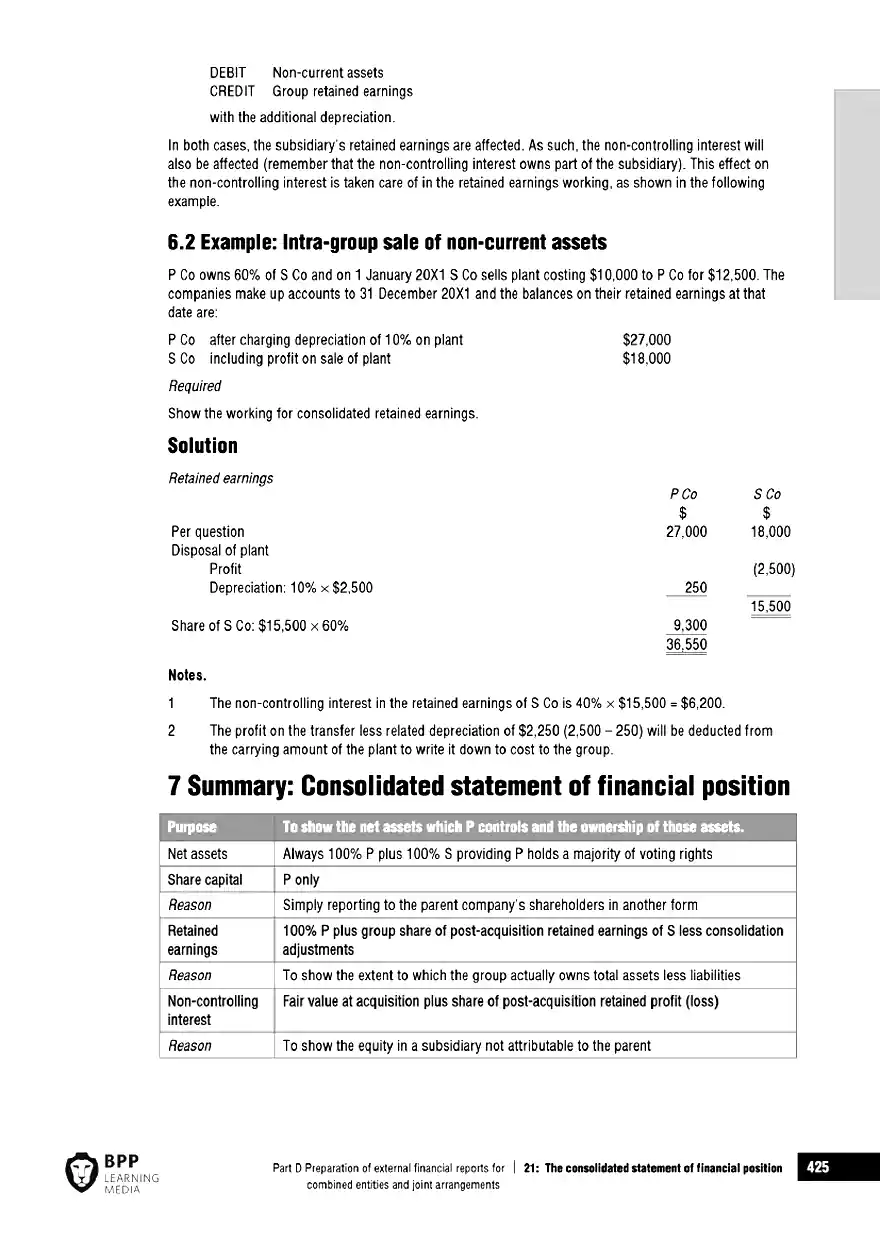 DEBIT Non-current assets
CREDIT Group retained earnings
with the additional depreciation.
In both cases, the subsidiary's retained earnings are affected. As such, the non-controlling interest will
also be affected (remember that the non-controlling interest owns part of the subsidiary). This effect on
the non-controlling interest is taken care of in the retained earnings working, as shown in the following
example.
6.2 Example: Intra-group sale of non-current assets
P Co owns 60% of S Co and on 1 January 20X1 S Co sells plant costing $10,000 to P Co for $12,500. The
companies make up accounts to 31 December 20X1 and the balances on their retained earnings at that
date are:
P Co after charging depreciation of 10% on plant $27,000
S Co including profit on sale of plant $18,000
Required
Show the working for consolidated retained earnings.
Solution
Retained earnings
P Co S Co
$ $
Per question 27,000 18,000
Disposal of plant
Profit (2,500)
Depreciation: 10% × $2,500 250
15,500
Share of S Co: $15,500 × 60% 9,300
36,550
Notes.
1 The non-controlling interest in the retained earnings of S Co is 40% × $15,500 = $6,200.
2 The profit on the transfer less related depreciation of $2,250 (2,500 – 250) will be deducted from
the carrying amount of the plant to write it down to cost to the group.
7 Summary: Consolidated statement of financial position
Purpose To show the net assets which P controls and the ownership of those assets.
Net assets Always 100% P plus 100% S providing P holds a majority of voting rights
Share capital P only
Reason Simply reporting to the parent company's shareholders in another form
Retained 100% P plus group share of post-acquisition retained earnings of S less consolidation
earnings adjustments
Reason To show the extent to which the group actually owns total assets less liabilities
Non-controlling Fair value at acquisition plus share of post-acquisition retained profit (loss)
interest
Reason To show the equity in a subsidiary not attributable to the parent
BPP
LEARNING
MEDIA
Part D Preparation of external financial reports for | 21: The consolidated statement of financial position 425
combined entities and joint arrangements